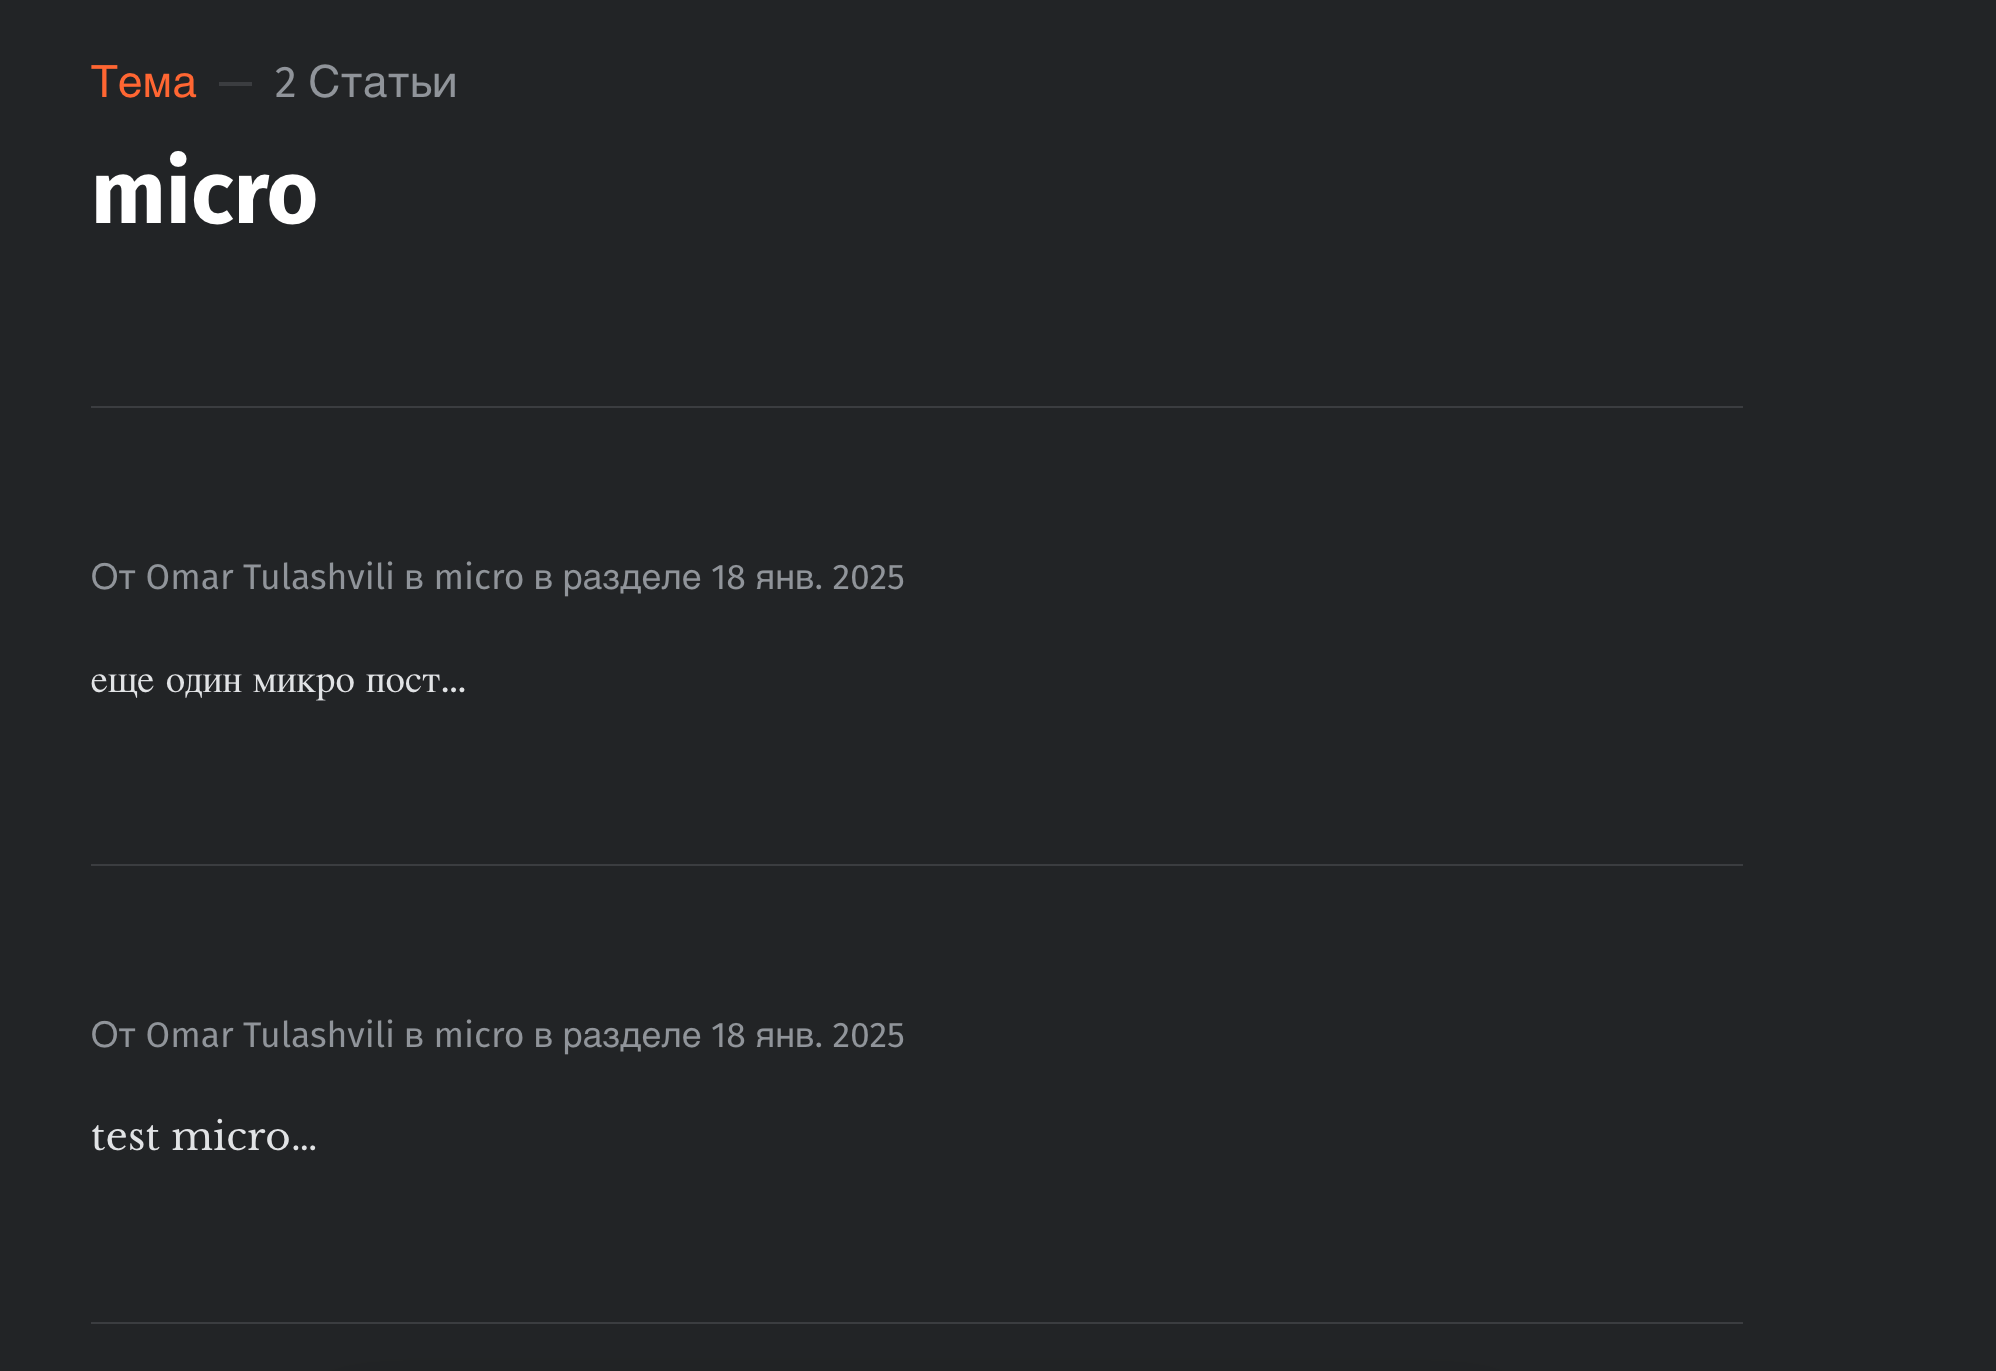 Тема — 2 Статьи
micro
От Omar Tulashvili в micro в разделе 18 янв. 2025
еще один микро пост...
От Omar Tulashvili в micro в разделе 18 янв. 2025
test micro...